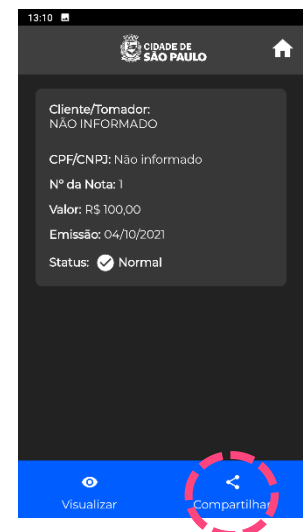 13:10
CIDADE DE
SÃO PAULO
Cliente/Tomador:
NÃO INFORMADO
CPF/CNPJ: Não informado
Nº da Nota: 1
Valor: R$ 100,00
Emissão: 04/10/2021
Status: Normal
Visualizar Compartilhar